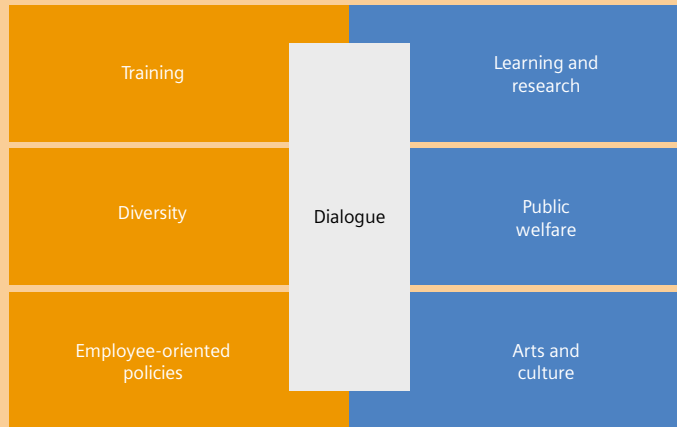 Training
Learning and
research
Diversity
Dialogue
Public
welfare
Employee-oriented
policies
Arts and
culture